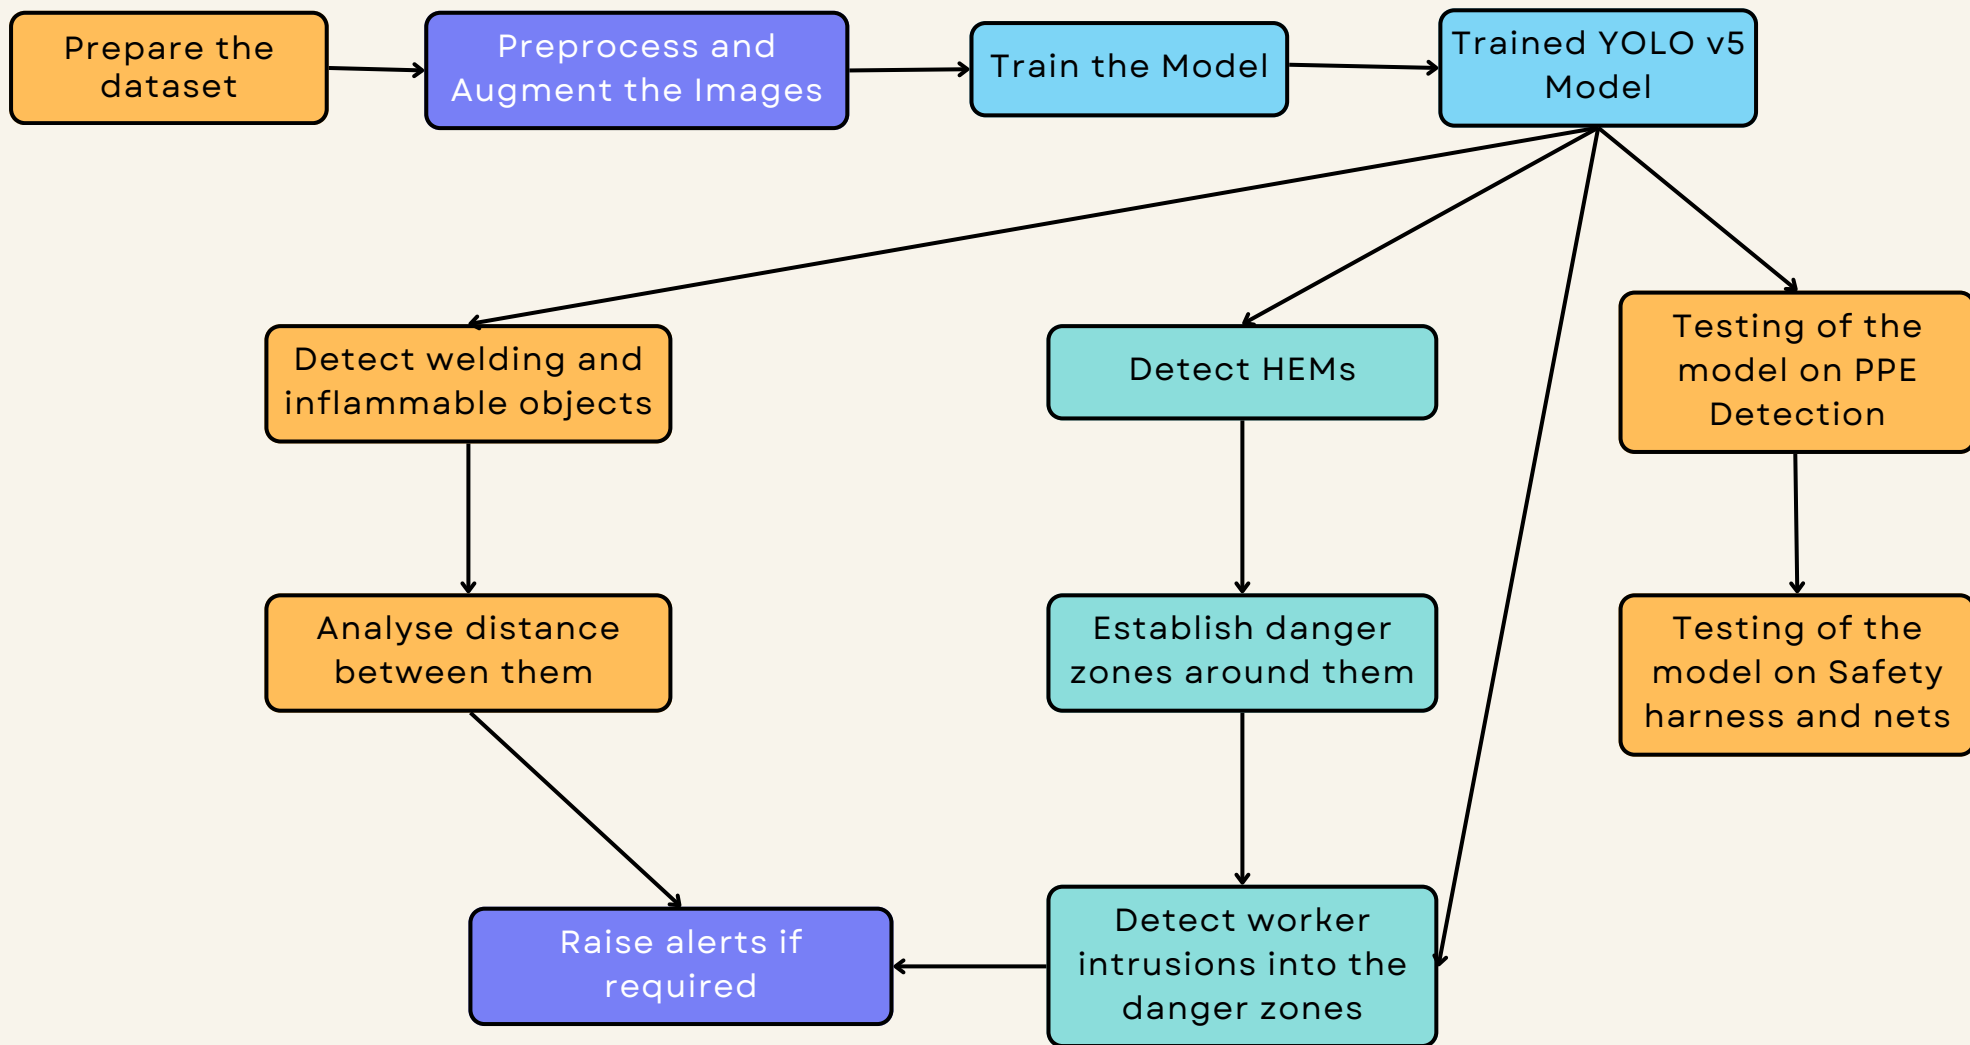 Prepare the
dataset
Preprocess and
Augment the Images
Train the Model
Trained YOLO v5
Model
Detect welding and
inflammable objects
Detect HEMs
Testing of the
model on PPE
Detection
Analyse distance
between them
Establish danger
zones around them
Testing of the
model on Safety
harness and nets
Raise alerts if
required
Detect worker
intrusions into the
danger zones